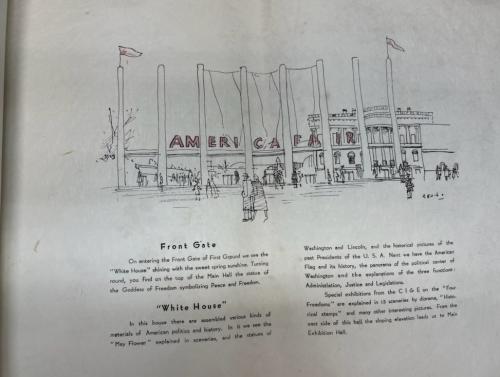 AMERICA FAIR
Front Gate
On entering the Front Gate of First Ground we see the
"White House" shining with the sweet spring sunshine. Turning
round, you find on the top of the Main Hall the statue of
the Goddess of Freedom symbolizing Peace and Freedom.
"White House"
In this house there are assembled various kinds of
materials of American politics and history. In it we see the
"May Flower" explained in sceneries, and the statues of
Washington and Lincoln, and the historical pictures of the
past Presidents of the U. S. A. Next we have the American
Flag and its history, the panorama of the political center of
Washington and the explanations of the three functions:
Administration, Justice and Legislations.
Special exhibitions from the C I & E on the "Four
Freedoms" are explained in 13 sceneries by diorama, "Histo-
rical stamps" and many other interesting pictures. From the
vast side of this hall the sloping elevation leads us to Main
Exhibition Hall.